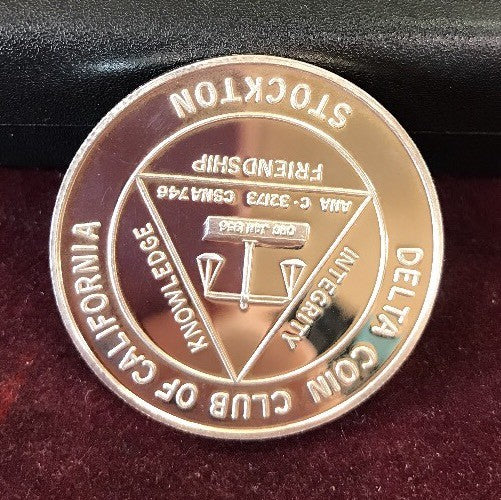 DELTA COIN CLUB OF CALIFORNIA
KNOWLEDGE
INTEGRITY
ANA C-32173 CSNA746
FRIENDSHIP
STOCKTON